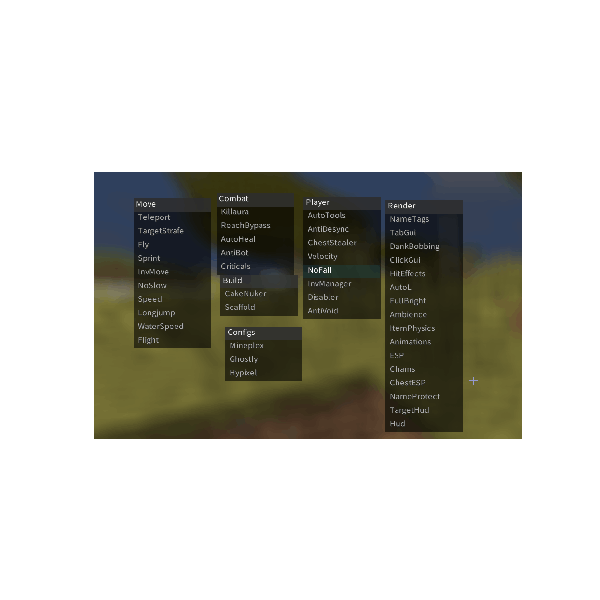 Move
Teleport
TargetStrafe
Fly
Sprint
InvMove
NoSlow
Speed
Longjump
WaterSpeed
Flight
Combat
Killaura
ReachBypass
AutoHeal
AntiBot
Criticals
Build
CakeNuker
Scaffold
Configs
Mineplex
Ghostly
Hypixel
Player
AutoTools
AntiDesync
ChestStealer
Velocity
NoFall
InvManager
Disabler
AntiVoid
Render
NameTags
TabGui
DankBobbing
ClickGui
HitEffects
AutoL
FullBright
Ambience
ItemPhysics
Animations
ESP
Chams
ChestESP
NameProtect
TargetHud
Hud